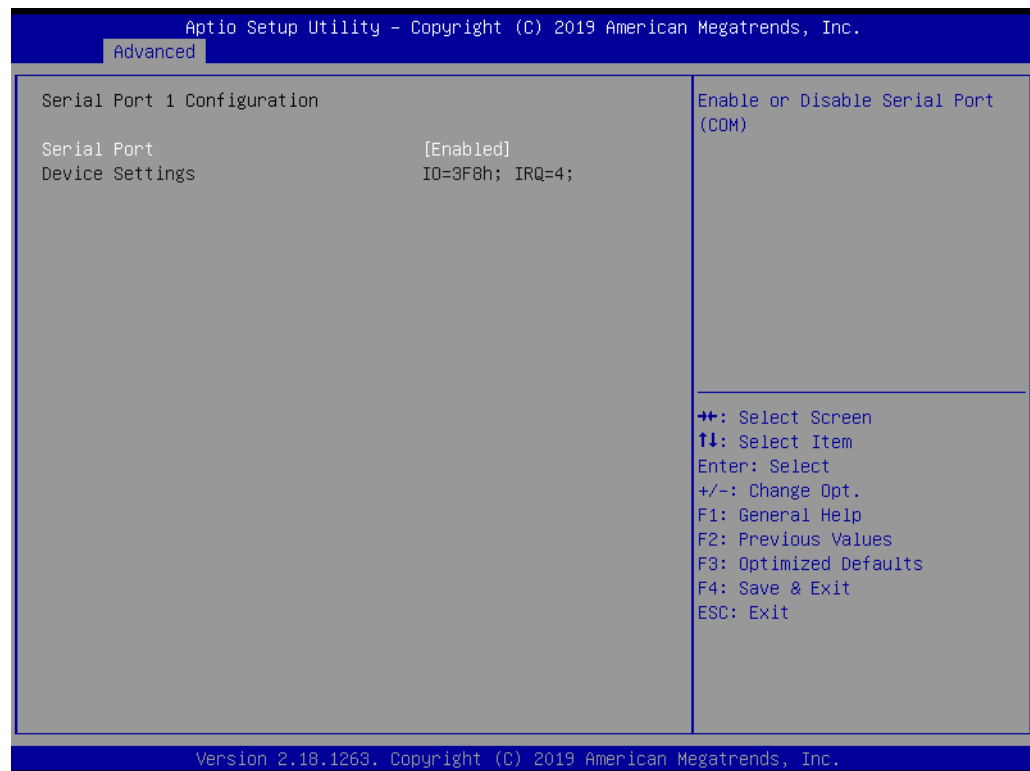 Aptio Setup Utility – Copyright (C) 2019 American Megatrends, Inc.
Advanced
Serial Port 1 Configuration
Serial Port [Enabled]
Device Settings IO=3F8h; IRQ=4;
Enable or Disable Serial Port
(COM)
→←: Select Screen
↑↓: Select Item
Enter: Select
+/-: Change Opt.
F1: General Help
F2: Previous Values
F3: Optimized Defaults
F4: Save & Exit
ESC: Exit
Version 2.18.1263. Copyright (C) 2019 American Megatrends, Inc.